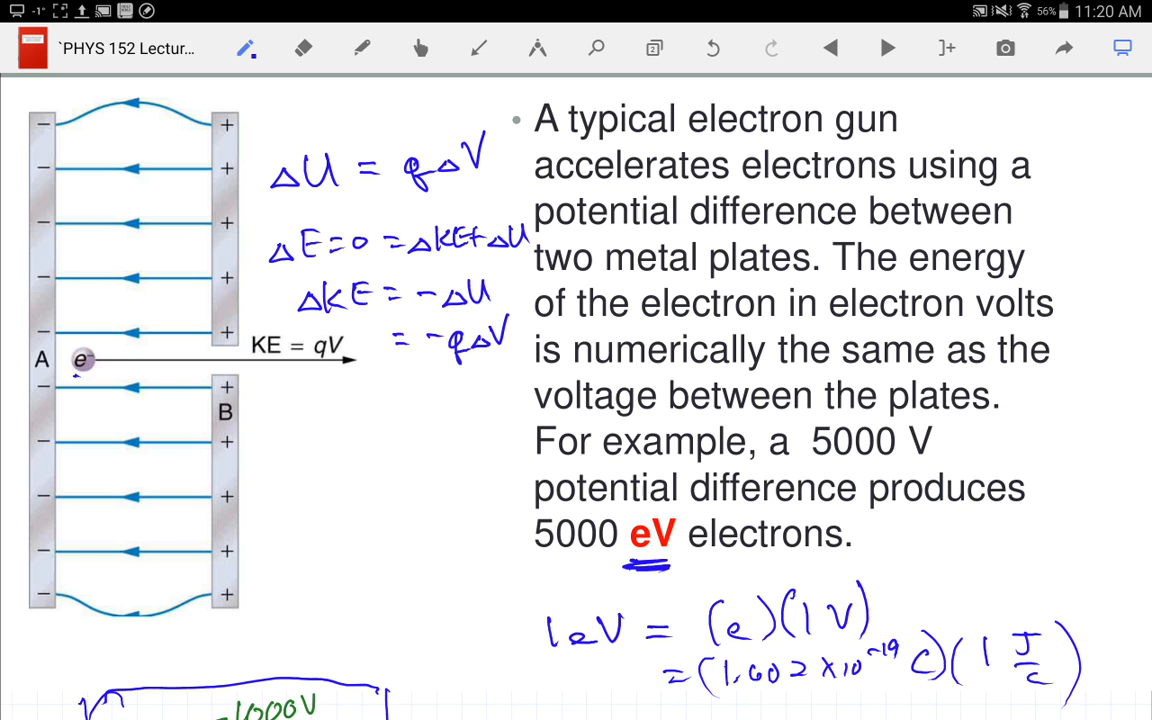 -1° 56% 11:20 AM
`PHYS 152 Lectur...
2
• A typical electron gun
accelerates electrons using a
potential difference between
two metal plates. The energy
of the electron in electron volts
is numerically the same as the
voltage between the plates.
For example, a 5000 V
potential difference produces
5000 eV electrons.
ΔU = qΔV
ΔE = 0 = ΔKE + ΔU
ΔKE = -ΔU
= -qΔV
− +
− +
− +
− +
− +
KE = qV
A e⁻
− +
B
− +
− +
− +
− +
1eV = (e)(1 V)
= (1.602 × 10⁻¹⁹ C)(1 J/C)
-1000V